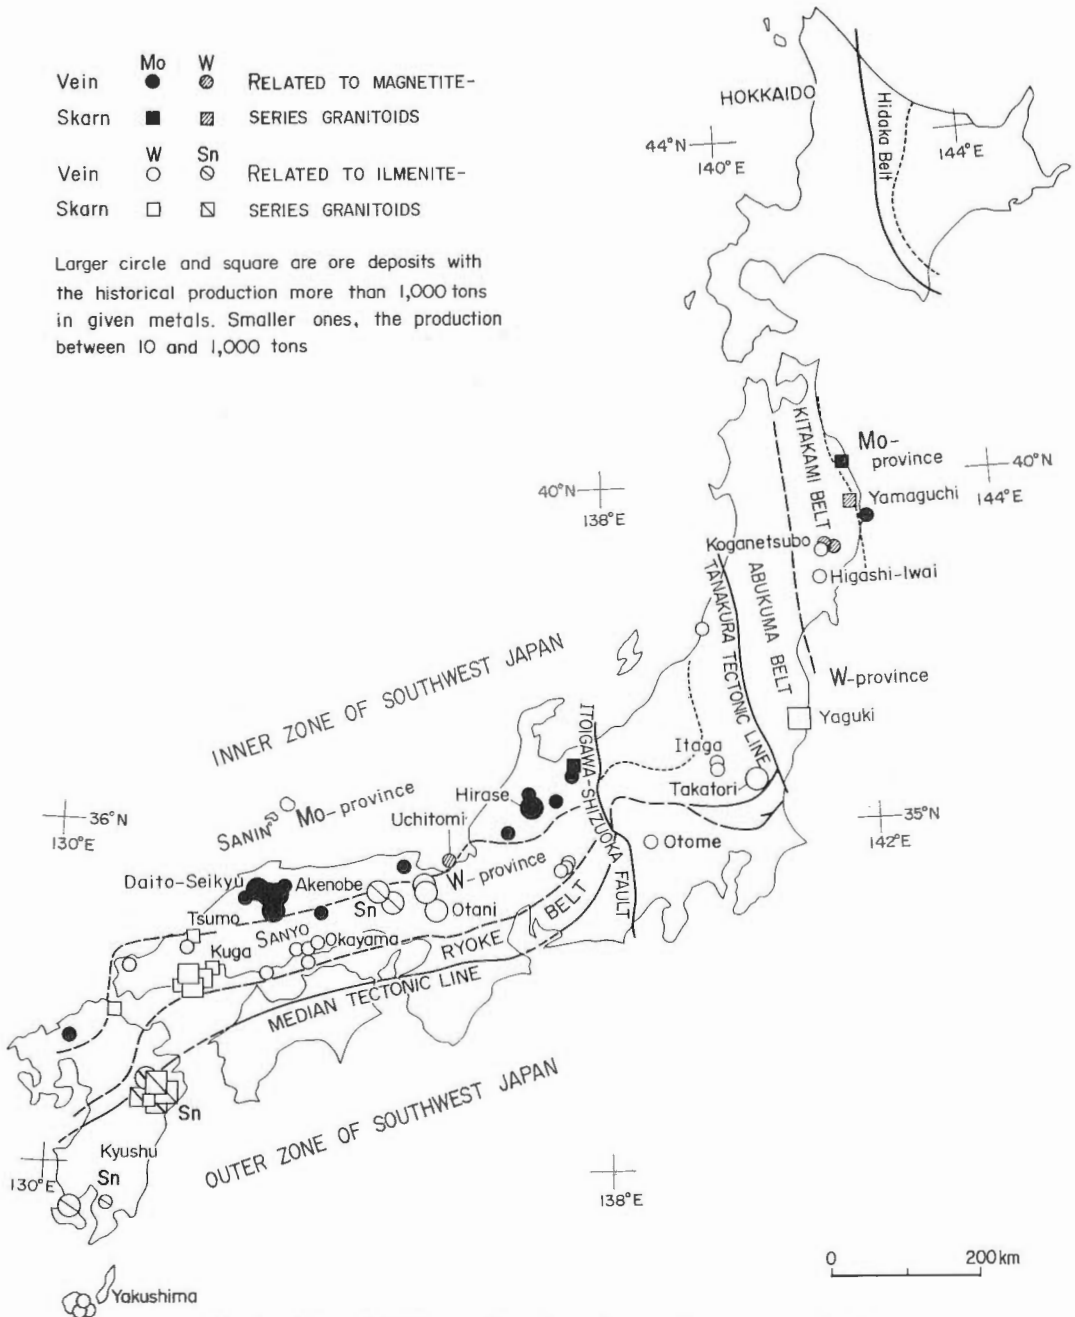 Mo W
Vein RELATED TO MAGNETITE-
Skarn SERIES GRANITOIDS
W Sn
Vein RELATED TO ILMENITE-
Skarn SERIES GRANITOIDS
Larger circle and square are ore deposits with
the historical production more than 1,000 tons
in given metals. Smaller ones, the production
between 10 and 1,000 tons
HOKKAIDO
Hidaka Belt
44°N
140°E
144°E
KITAKAMI BELT
Mo-
province
40°N
144°E
40°N
138°E
Yamaguchi
Koganetsubo
Higashi-Iwai
TANAKURA TECTONIC LINE
ABUKUMA BELT
W-province
Yaguki
INNER ZONE OF SOUTHWEST JAPAN
ITOIGAWA-SHIZUOKA FAULT
Itaga
Takatori
Hirase
36°N
130°E
SANIN
Mo-province
Uchitomi
35°N
142°E
Otome
Daito-Seikyu
Akenobe
W-province
Sn
Otani
Tsumo
SANYO
Okayama
Kuga
RYOKE BELT
MEDIAN TECTONIC LINE
Sn
OUTER ZONE OF SOUTHWEST JAPAN
Kyushu
130°E
Sn
138°E
0 200km
Yakushima